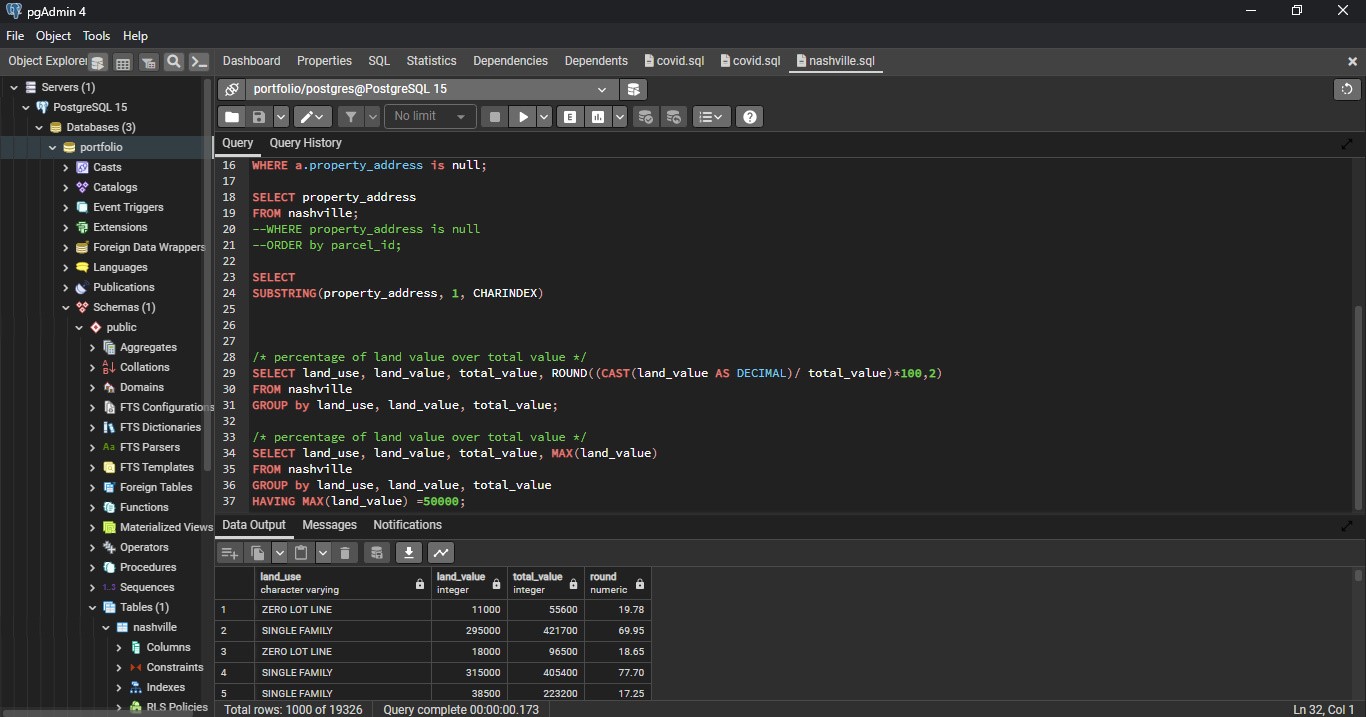 pgAdmin 4
File Object Tools Help
Object Explorer
Dashboard Properties SQL Statistics Dependencies Dependents covid.sql covid.sql nashville.sql
Servers (1)
PostgreSQL 15
Databases (3)
portfolio
Casts
Catalogs
Event Triggers
Extensions
Foreign Data Wrappers
Languages
Publications
Schemas (1)
public
Aggregates
Collations
Domains
FTS Configurations
FTS Dictionaries
Aa FTS Parsers
FTS Templates
Foreign Tables
Functions
Materialized Views
Operators
Procedures
1..3 Sequences
Tables (1)
nashville
Columns
Constraints
Indexes
RLS Policies
portfolio/postgres@PostgreSQL 15
No limit
E
Query Query History
16 WHERE a.property_address is null;
17
18 SELECT property_address
19 FROM nashville;
20 --WHERE property_address is null
21 --ORDER by parcel_id;
22
23 SELECT
24 SUBSTRING(property_address, 1, CHARINDEX)
25
26
27
28 /* percentage of land value over total value */
29 SELECT land_use, land_value, total_value, ROUND((CAST(land_value AS DECIMAL)/ total_value)*100,2)
30 FROM nashville
31 GROUP by land_use, land_value, total_value;
32
33 /* percentage of land value over total value */
34 SELECT land_use, land_value, total_value, MAX(land_value)
35 FROM nashville
36 GROUP by land_use, land_value, total_value
37 HAVING MAX(land_value) =50000;
Data Output Messages Notifications
land_use land_value total_value round
character varying integer integer numeric
1 ZERO LOT LINE 11000 55600 19.78
2 SINGLE FAMILY 295000 421700 69.95
3 ZERO LOT LINE 18000 96500 18.65
4 SINGLE FAMILY 315000 405400 77.70
5 SINGLE FAMILY 38500 223200 17.25
Total rows: 1000 of 19326 Query complete 00:00:00.173 Ln 32, Col 1